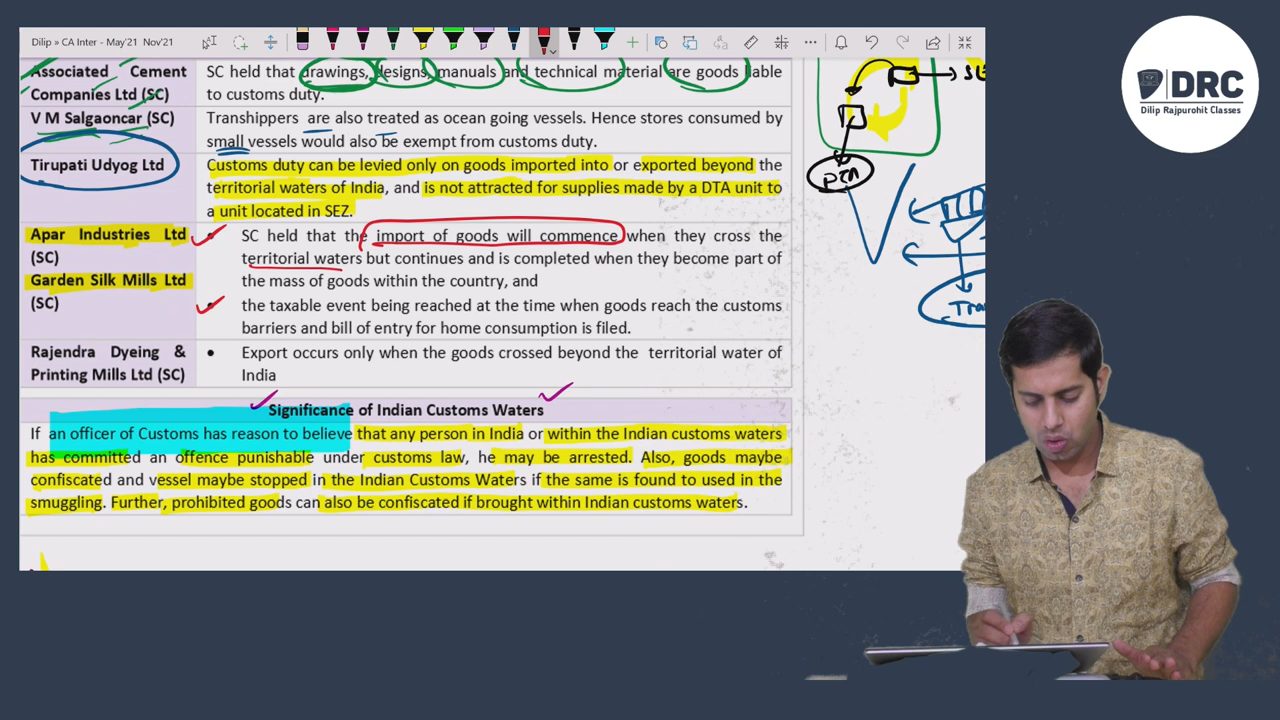 Dilip » CA Inter - May'21 Nov'21
Associated Cement
Companies Ltd (SC)
SC held that drawings, designs, manuals and technical material are goods liable
to customs duty.
V M Salgaoncar (SC)
Transhippers are also treated as on going vessels. Hence stores consumed by
small vessels would also be exempt from customs duty.
Tirupati Udyog Ltd
Customs duty can be levied only on goods imported into or exported beyond the
territorial waters of India, and is not attracted for supplies made by a DTA unit to
a unit located in SEZ.
Apar Industries Ltd
(SC)
Garden Silk Mills Ltd
(SC)
SC held that the import of goods will commence when they cross the
territorial waters but continues and is completed when they become part of
the mass of goods within the country, and
the taxable event being reached at the time when goods reach the customs
barriers and bill of entry for home consumption is filed.
Rajendra Dyeing &
Printing Mills Ltd (SC)
• Export occurs only when the goods crossed beyond the territorial water of
India
Significance of Indian Customs Waters
If an officer of Customs has reason to believe that any person in India or within the Indian customs waters
has committed an offence punishable under customs law, he may be arrested. Also, goods maybe
confiscated and vessel maybe stopped in the Indian Customs Waters if the same is found to used in the
smuggling. Further, prohibited goods can also be confiscated if brought within Indian customs waters.
DTA
DRC
Dilip Rajpurohit Classes